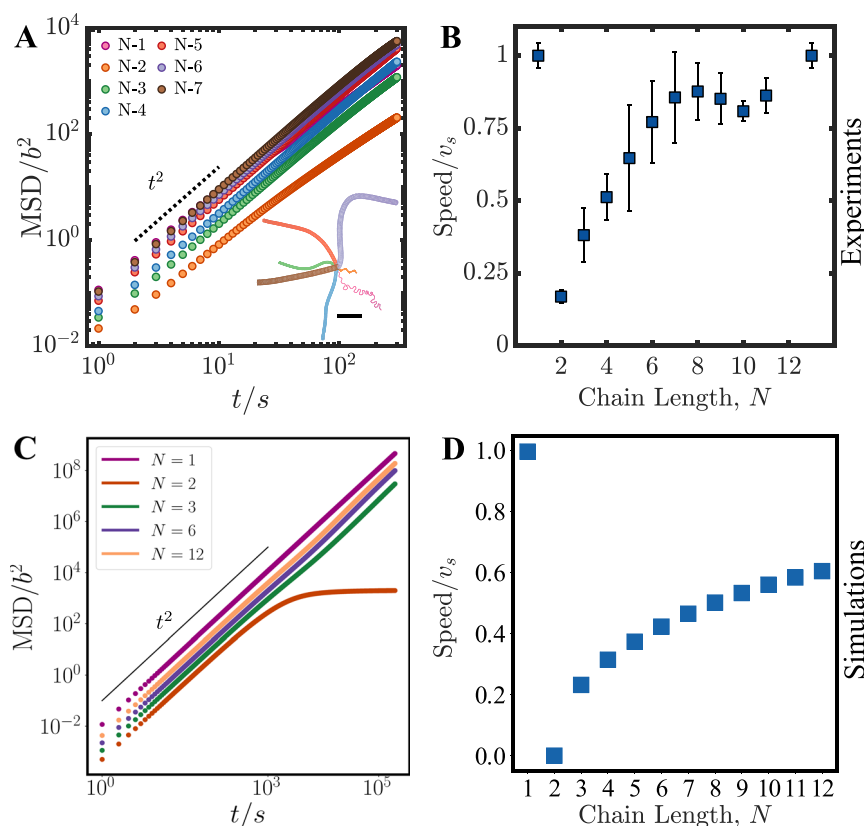 A
10^4
10^2
10^0
10^-2
MSD/b^2
N-1
N-2
N-3
N-4
N-5
N-6
N-7
t^2
10^0
10^1
10^2
t/s
B
1
0.75
0.5
0.25
0
Speed/v_s
2
4
6
8
10
12
Chain Length, N
Experiments
C
10^8
10^6
10^4
10^2
10^0
10^-2
MSD/b^2
N = 1
N = 2
N = 3
N = 6
N = 12
t^2
10^0
10^3
10^5
t/s
D
1.0
0.8
0.6
0.4
0.2
0.0
Speed/v_s
1 2 3 4 5 6 7 8 9 10 11 12
Chain Length, N
Simulations